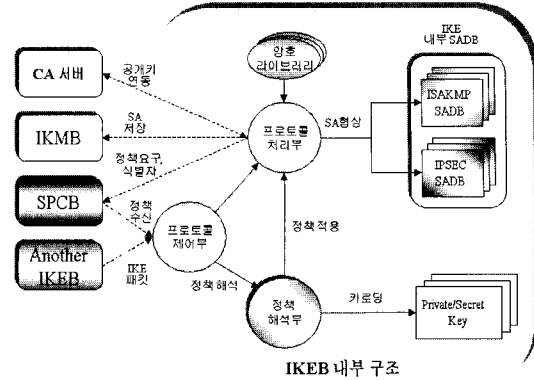 IKE
내부 SADB
암호
라이브러리
CA 서버
공개키
연동
ISAKMP
SADB
IKMB
SA
저장
프로토콜
처리부
SA협상
IPSEC
SADB
정책요구,
식별자
SPCB
정책
수신
프로토콜
제어부
정책 적용
Another
IKEB
IKE
패킷
정책 해석
정책
해석부
카로딩
Private/Secret
Key
IKEB 내부 구조